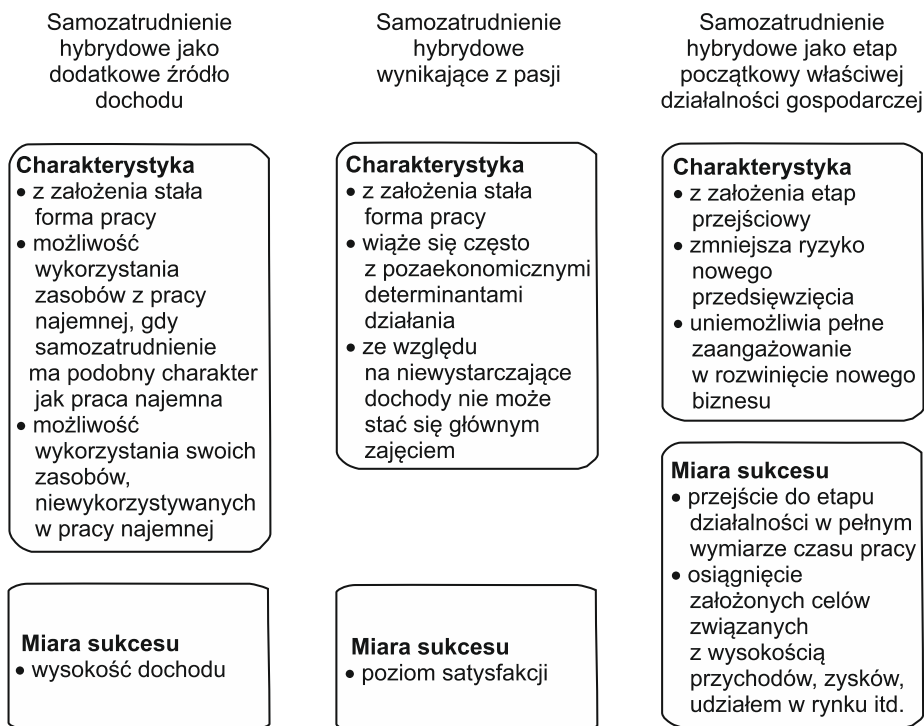 Samozatrudnienie
hybrydowe jako
dodatkowe źródło
dochodu
Charakterystyka
• z założenia stała
forma pracy
• możliwość
wykorzystania
zasobów z pracy
najemnej, gdy
samozatrudnienie
ma podobny charakter
jak praca najemna
• możliwość
wykorzystania swoich
zasobów,
niewykorzystywanych
w pracy najemnej
Miara sukcesu
• wysokość dochodu
Samozatrudnienie
hybrydowe
wynikające z pasji
Charakterystyka
• z założenia stała
forma pracy
• wiąże się często
z pozaekonomicznymi
determinantami
działania
• ze względu
na niewystarczające
dochody nie może
stać się głównym
zajęciem
Miara sukcesu
• poziom satysfakcji
Samozatrudnienie
hybrydowe jako etap
początkowy właściwej
działalności gospodarczej
Charakterystyka
• z założenia etap
przejściowy
• zmniejsza ryzyko
nowego
przedsięwzięcia
• uniemożliwia pełne
zaangażowanie
w rozwinięcie nowego
biznesu
Miara sukcesu
• przejście do etapu
działalności w pełnym
wymiarze czasu pracy
• osiągnięcie
założonych celów
związanych
z wysokością
przychodów, zysków,
udziałem w rynku itd.